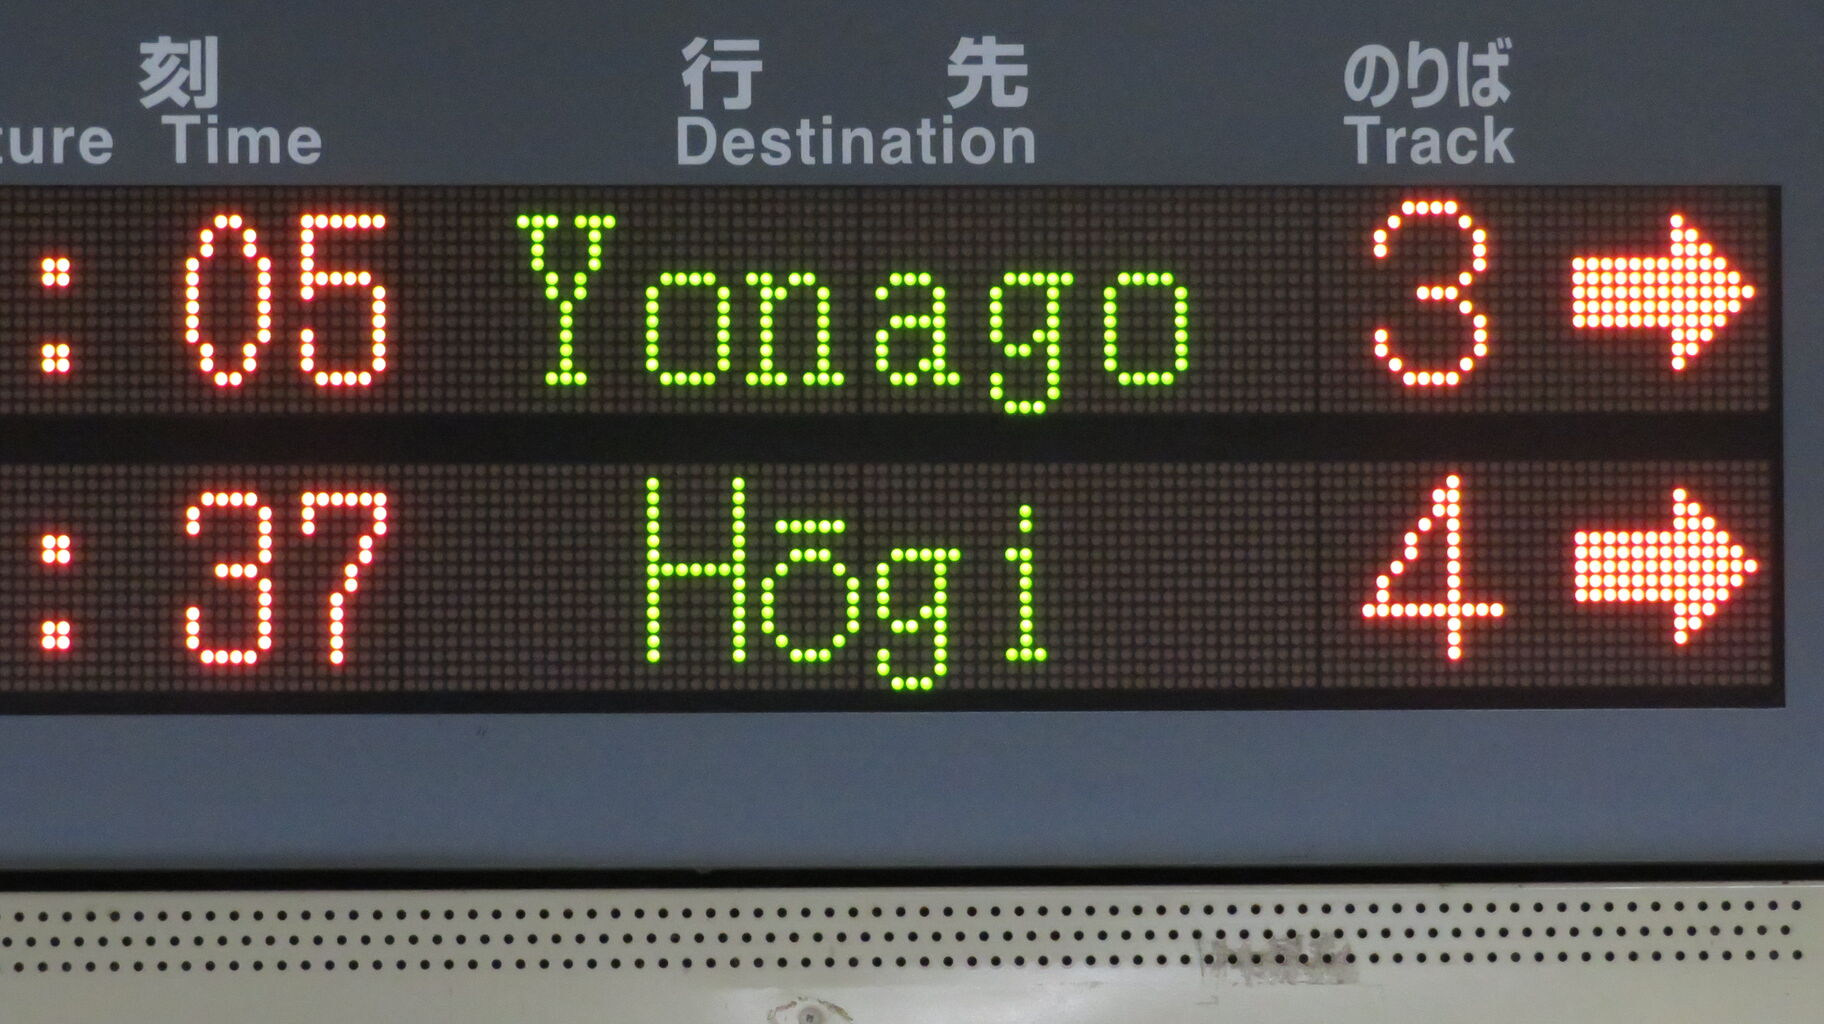 刻 行先 のりば
ture Time Destination Track
:05 Yonago 3 →
:37 Hōgi 4 →